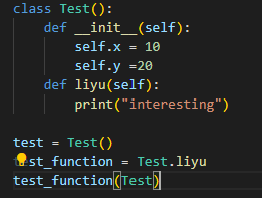 class Test():
    def __init__(self):
        self.x = 10
        self.y =20
    def liyu(self):
        print("interesting")
test = Test()
test_function = Test.liyu
test_function(Test)